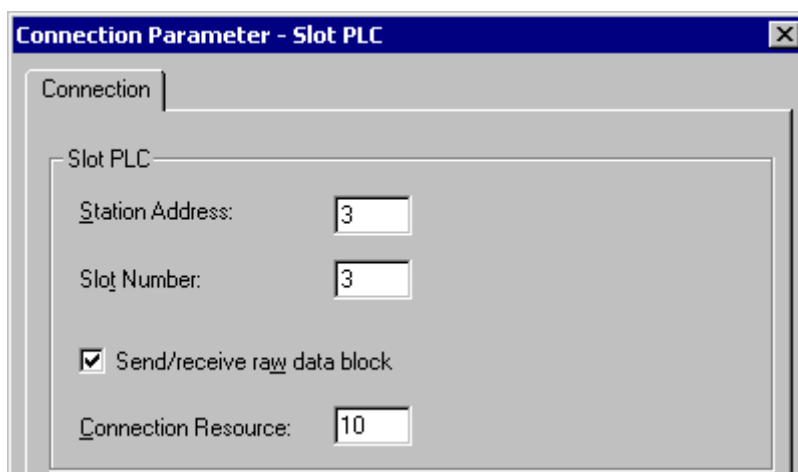 Connection Parameter - Slot PLC
Connection
Slot PLC
Station Address: 3
Slot Number: 3
Send/receive raw data block
Connection Resource: 10